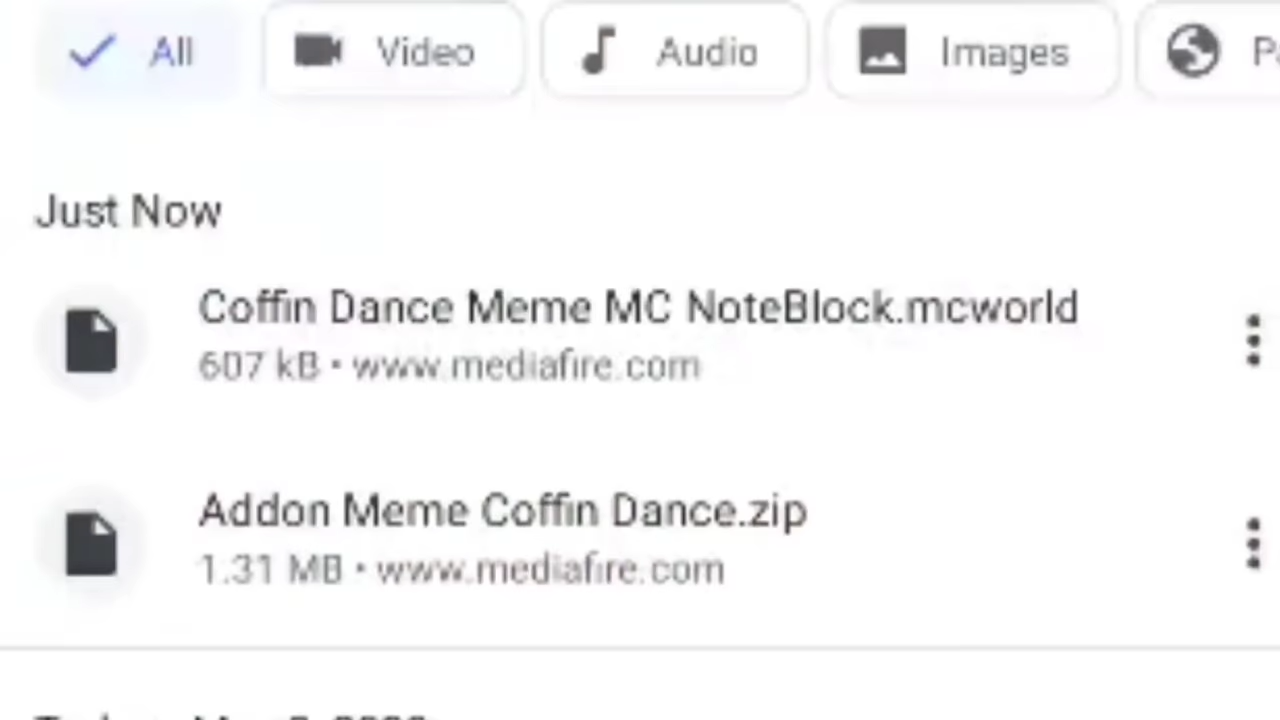 All Video Audio Images
Just Now
Coffin Dance Meme MC NoteBlock.mcworld
607 kB • www.mediafire.com
Addon Meme Coffin Dance.zip
1.31 MB • www.mediafire.com